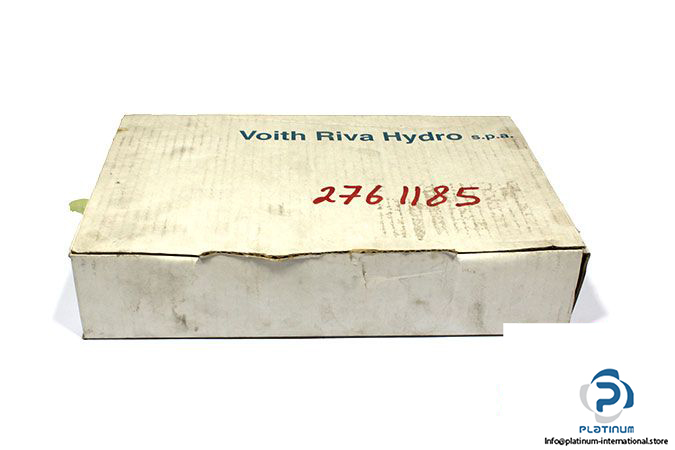 Voith Riva Hydro s.p.a.
276 1185
PLATINUM
Info@platinum-international.store